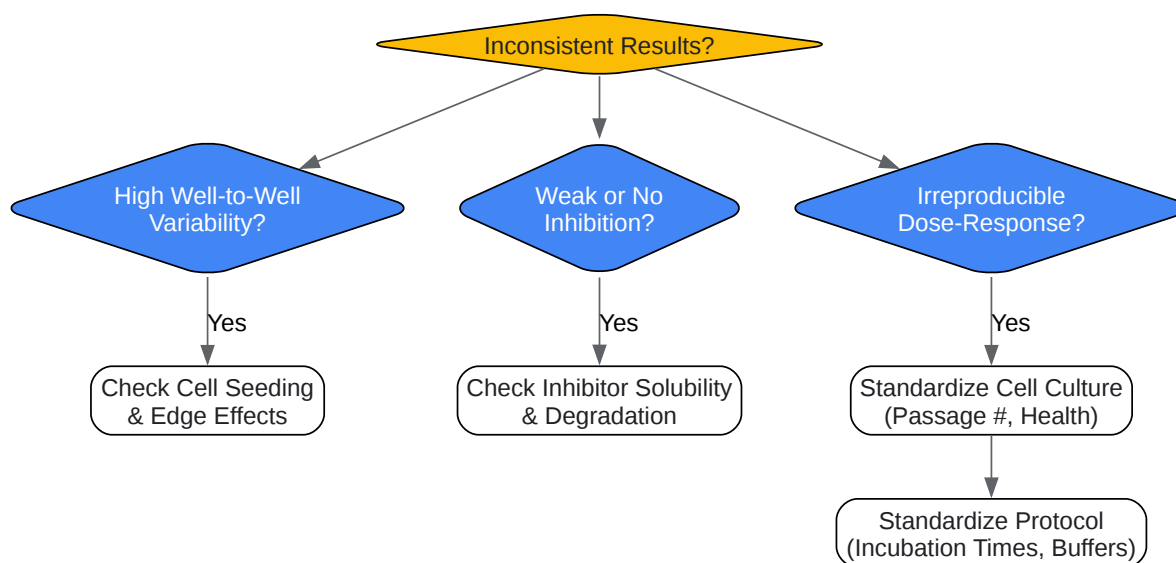 Inconsistent Results?
High Well-to-Well
Variability?
Weak or No
Inhibition?
Irreproducible
Dose-Response?
Yes
Yes
Yes
Check Cell Seeding
& Edge Effects
Check Inhibitor Solubility
& Degradation
Standardize Cell Culture
(Passage #, Health)
Standardize Protocol
(Incubation Times, Buffers)